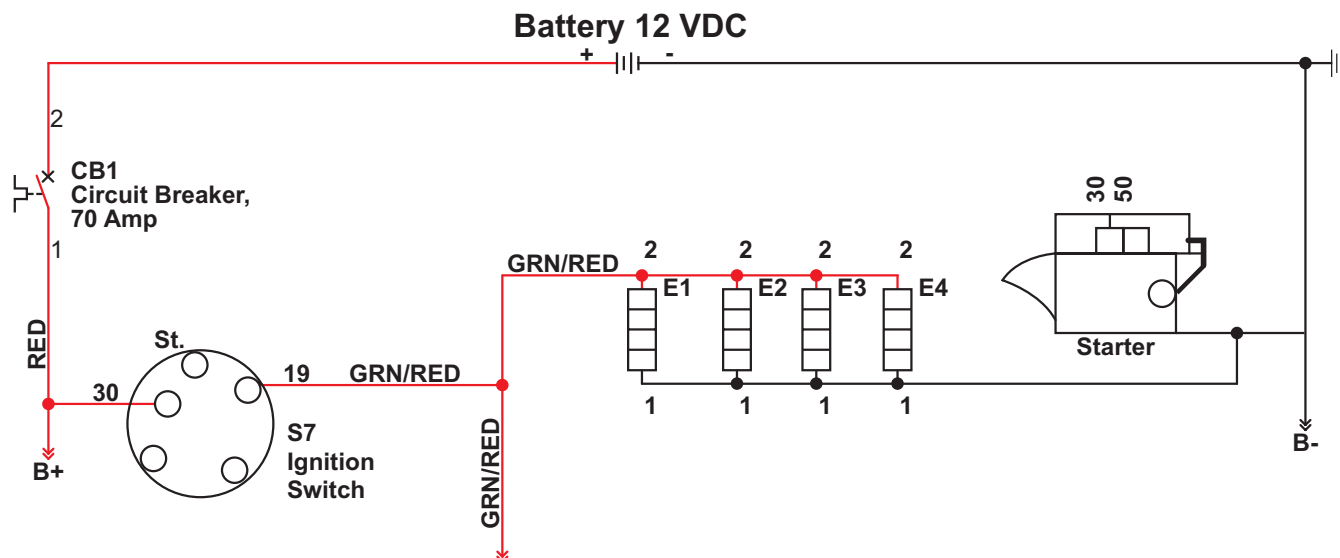 Battery 12 VDC
+ -
2
CB1
Circuit Breaker,
70 Amp
1
30
50
GRN/RED
2 2 2 2
E1 E2 E3 E4
RED
St.
Starter
30
19 GRN/RED
1 1 1 1
S7
Ignition
Switch
GRN/RED
B+
B-